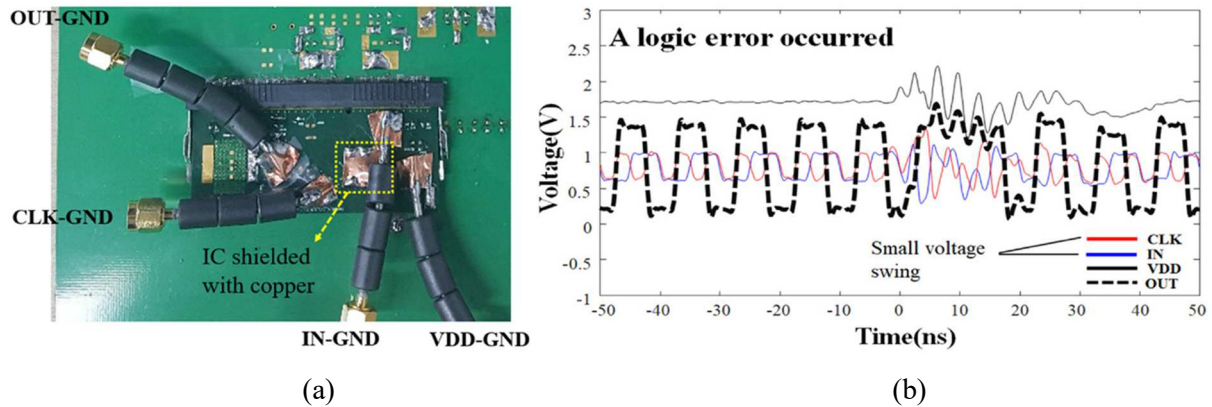 OUT-GND
CLK-GND
IC shielded
with copper
IN-GND
VDD-GND
(a)
A logic error occurred
Voltage(V)
3
2.5
2
1.5
1
0.5
0
-0.5
-1
Small voltage
swing
CLK
IN
VDD
OUT
-50
-40
-30
-20
-10
0
10
20
30
40
50
Time(ns)
(b)